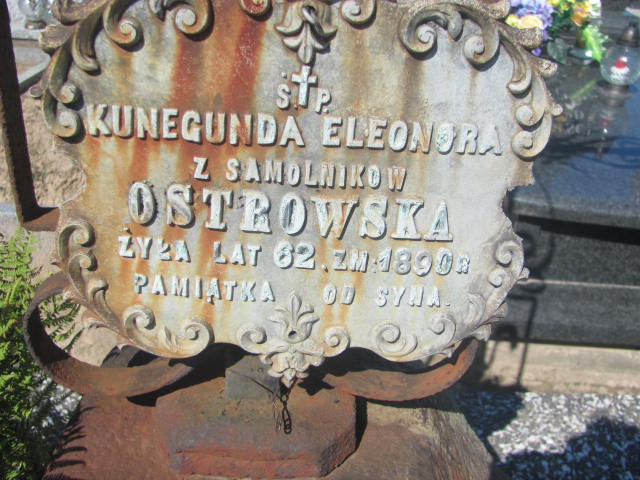 Ś†P.
KUNEGUNDA ELEONORA
Z SAMOLNIKÓW
OSTROWSKA
ŻYŁA LAT 62. ZM: 1890 R
PAMIĄTKA OD SYNA.